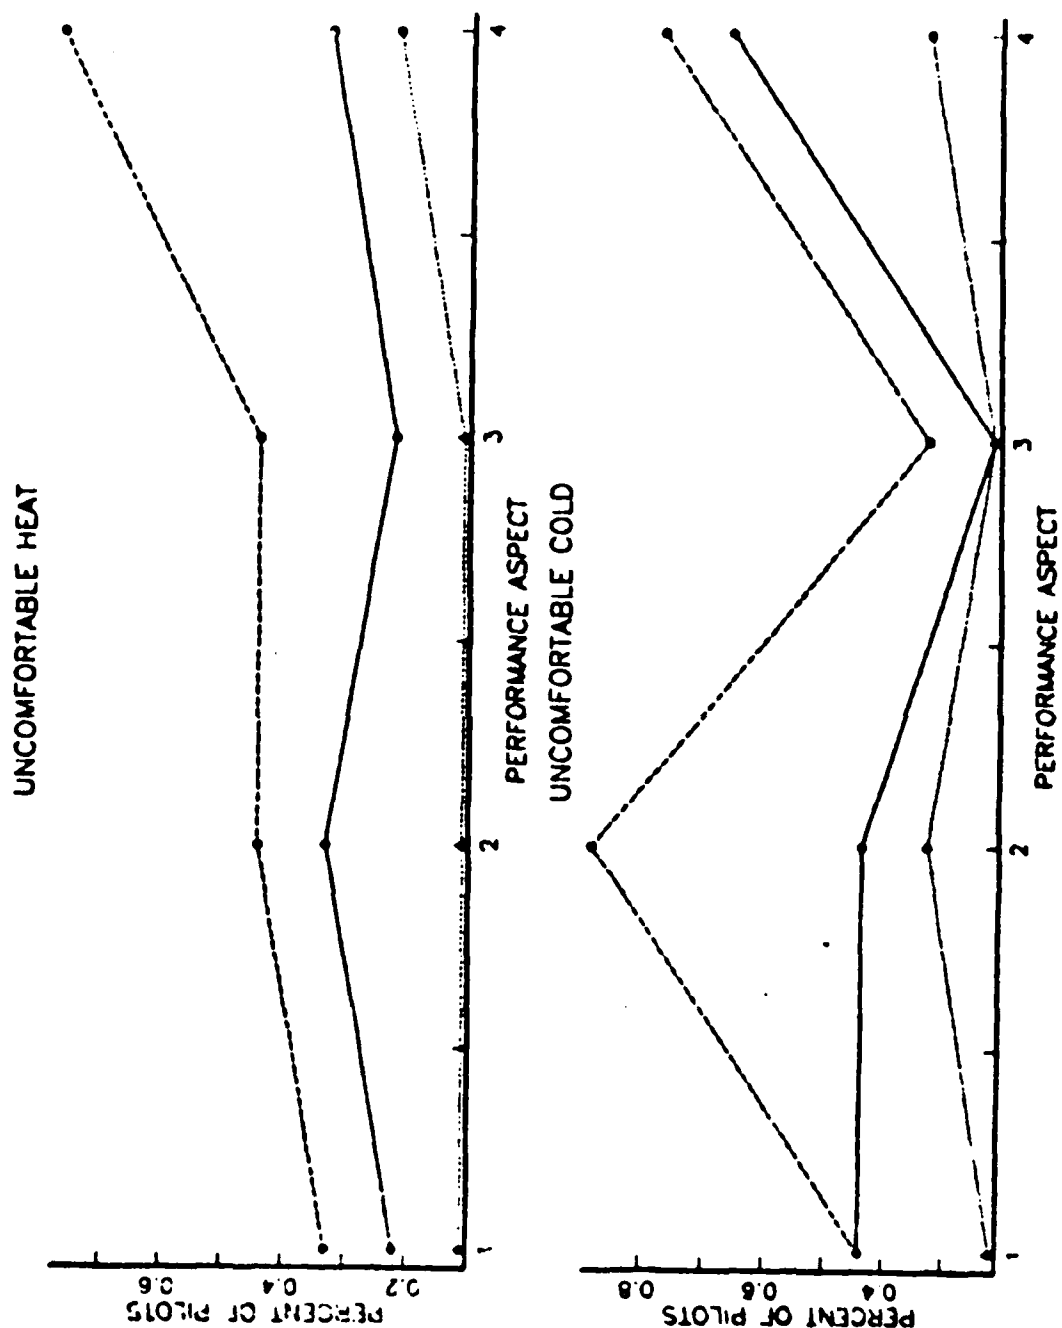 UNCOMFORTABLE HEAT
PERCENT OF PILOTS
0.6
0.4
0.2
1
2
3
4
PERFORMANCE ASPECT
UNCOMFORTABLE COLD
PERCENT OF PILOTS
0.8
0.6
0.4
1
2
3
4
PERFORMANCE ASPECT